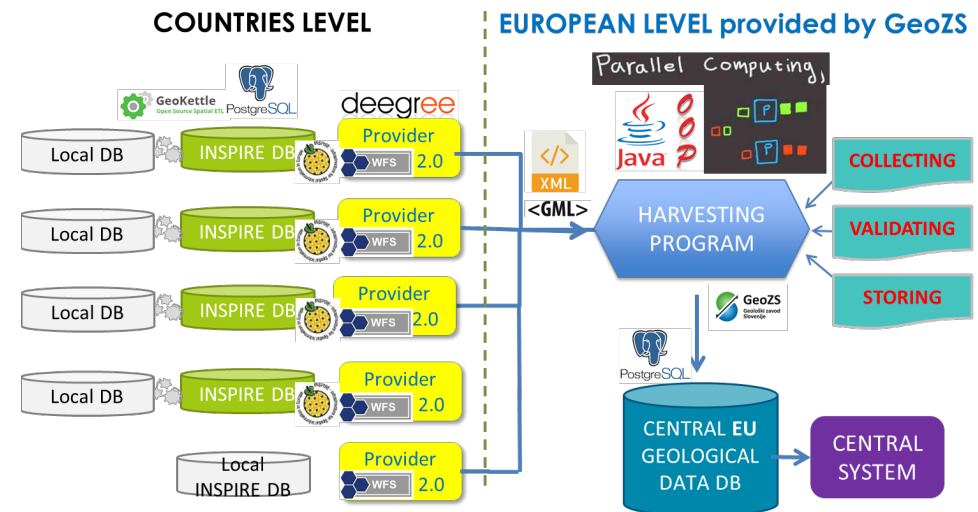 COUNTRIES LEVEL
EUROPEAN LEVEL provided by GeoZS
GeoKettle
Open Source Spatial ETL
PostgreSQL
deegree
Parallel Computing,
Java
OOP
P
P
</>
XML
<GML>
Local DB
INSPIRE DB
Provider
WFS
2.0
Local DB
INSPIRE DB
Provider
WFS
2.0
Local DB
INSPIRE DB
Provider
WFS
2.0
Local DB
INSPIRE DB
Provider
WFS
2.0
Local
INSPIRE DB
Provider
WFS
2.0
HARVESTING
PROGRAM
COLLECTING
VALIDATING
STORING
GeoZS
Geološki zavod
Slovenije
PostgreSQL
CENTRAL EU
GEOLOGICAL
DATA DB
CENTRAL
SYSTEM